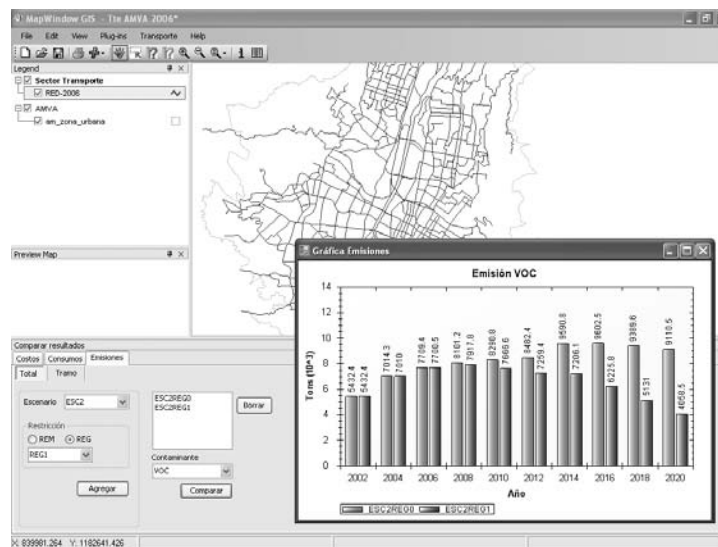 MapWindow GIS - Tte AMVA 2006*
File Edit View Plug-ins Transporte Help
Legend
Sector Transporte
RED-2006
AMVA
am_zona_urbana
Preview Map
Gráfica Emisiones
Emisión VOC
Tons (10^3)
14
12
10
8
6
4
2
0
5432.4 5432.4 7014.3 7010 7709.4 7700.5 8101.2 7917.8 8290.8 7666.6 8482.4 7259.4 9590.8 7206.1 9602.5 6225.8 9389.6 5131 9110.5 4058.5
2002 2004 2006 2008 2010 2012 2014 2016 2018 2020
Año
ESC2REG0 ESC2REG1
Comparar resultados
Costos Consumos Emisiones
Total Tramo
Escenario ESC2
Restricción
REM REG
REG1
Agregar
ESC2REG0
ESC2REG1
Borrar
Contaminante
VOC
Comparar
X: 839981.264 Y: 1182641.426